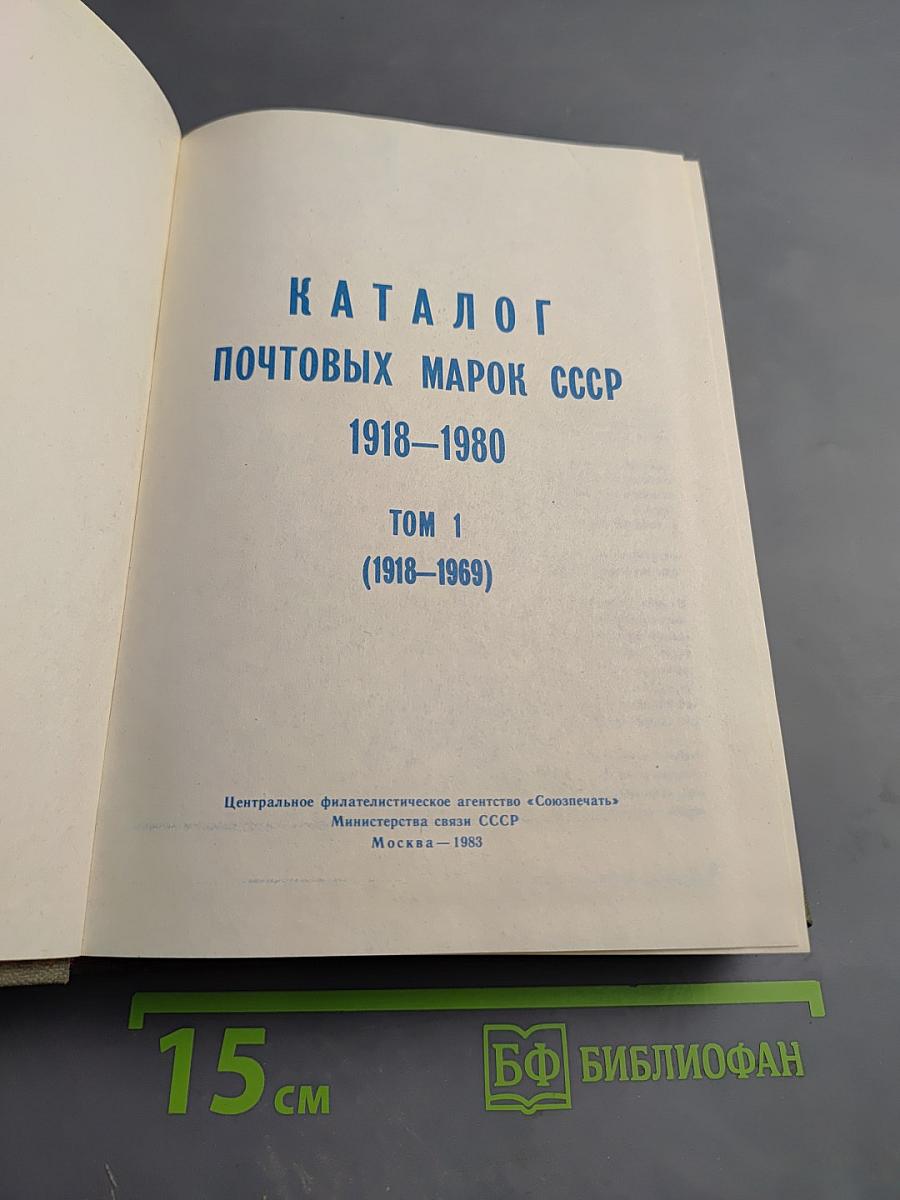 КАТАЛОГ
ПОЧТОВЫХ МАРОК СССР
1918—1980
ТОМ 1
(1918—1969)
Центральное филателистическое агентство «Союзпечать»
Министерства связи СССР
Москва — 1983
15 см
БФ БИБЛИОФАН